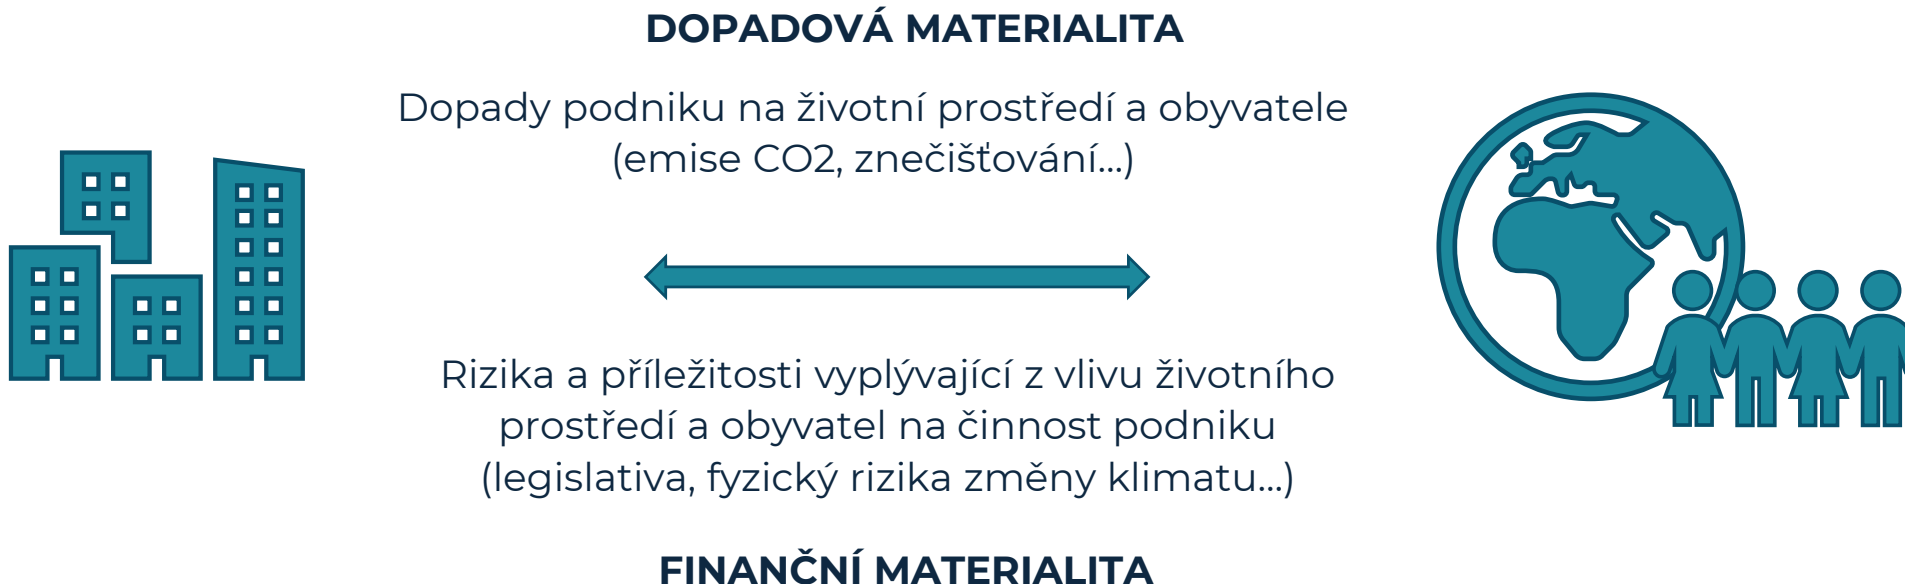 DOPADOVÁ MATERIALITA
Dopady podniku na životní prostředí a obyvatele
(emise CO2, znečišťování...)
Rizika a příležitosti vyplývající z vlivu životního
prostředí a obyvatel na činnost podniku
(legislativa, fyzický rizika změny klimatu...)
FINANČNÍ MATERIALITA